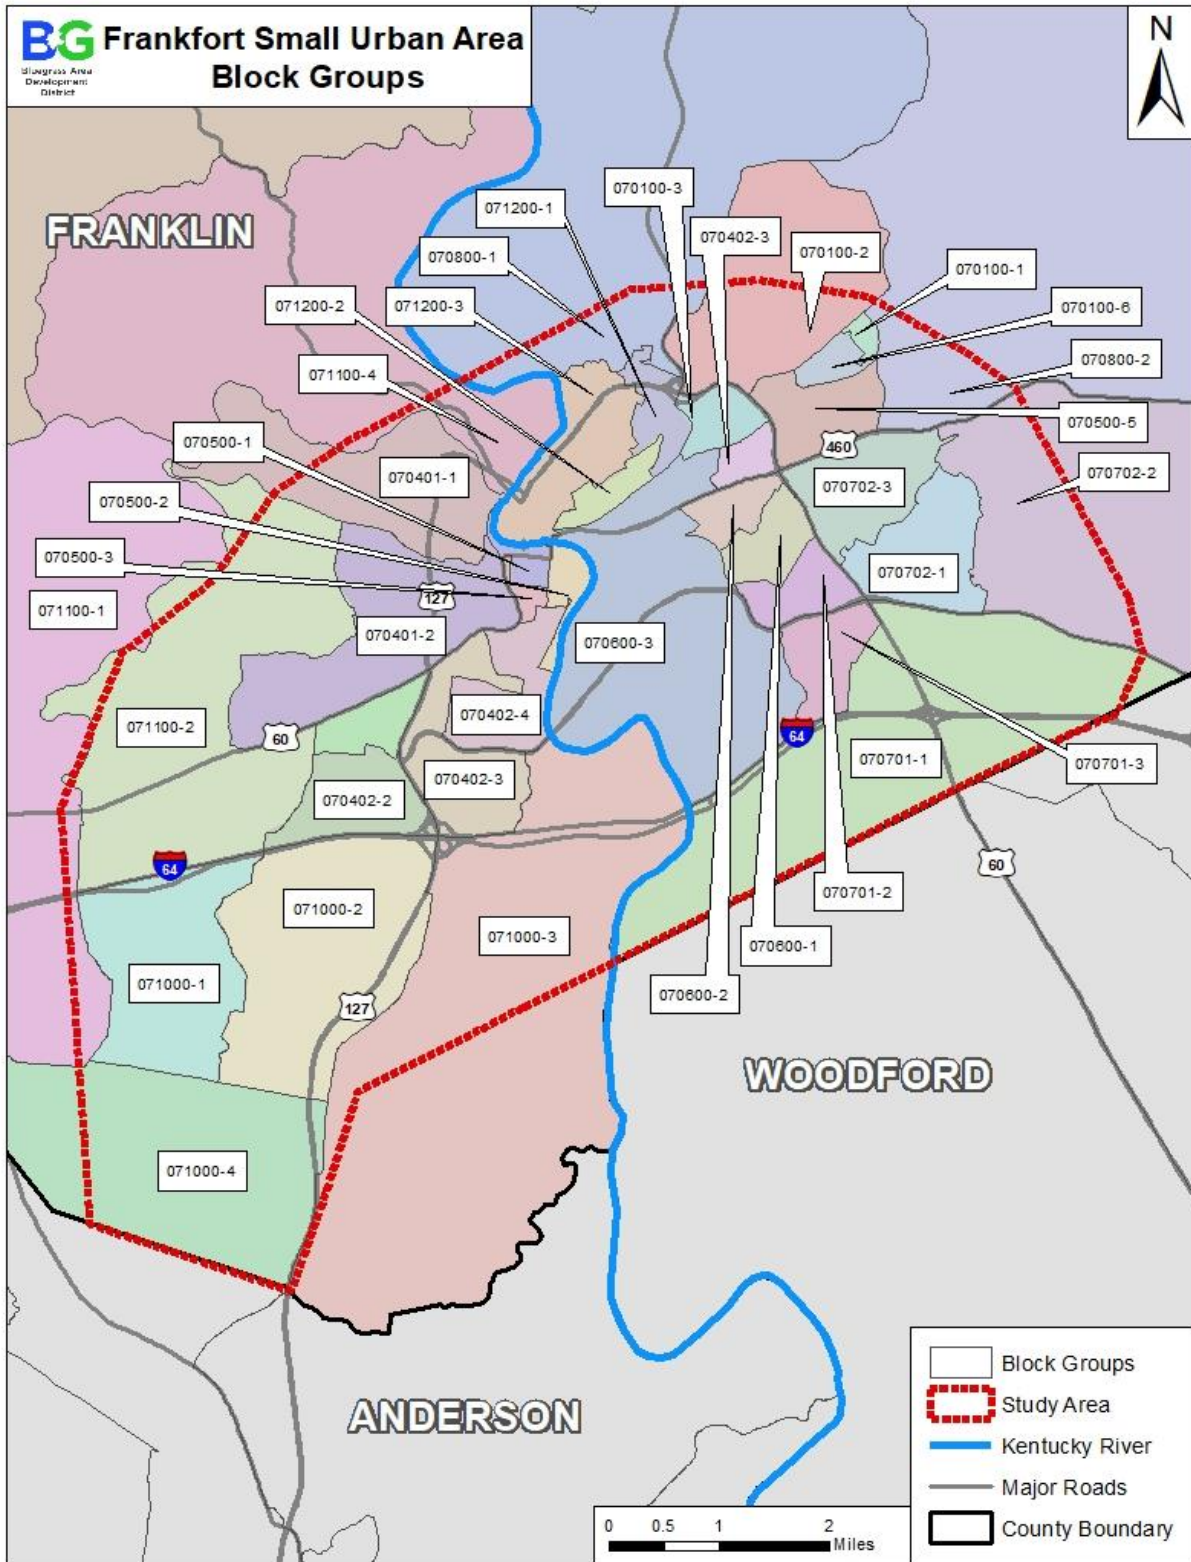 BG
Bluegrass Area
Development
District
Frankfort Small Urban Area
Block Groups
N
FRANKLIN
070100-3
071200-1
070402-3
070800-1
070100-2
070100-1
071200-2
071200-3
070100-6
070800-2
071100-4
070500-5
070500-1
460
070401-1
070702-3
070702-2
070500-2
070500-3
070702-1
127
071100-1
070401-2
070600-3
070402-4
071100-2
60
64
070701-1
070701-3
070402-3
070402-2
64
60
070701-2
071000-2
071000-3
070600-1
071000-1
070600-2
127
WOODFORD
071000-4
ANDERSON
Block Groups
Study Area
Kentucky River
Major Roads
County Boundary
0 0.5 1 2
Miles